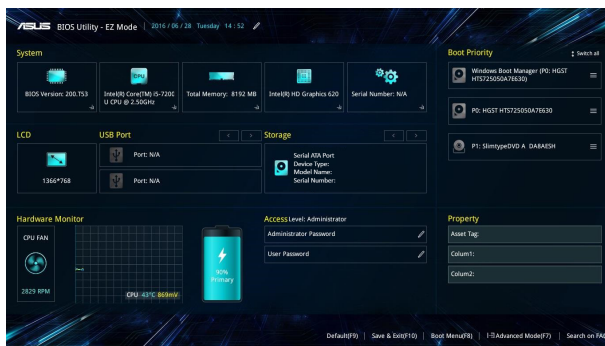 ASUS BIOS Utility - EZ Mode 2016 / 06 / 28 Tuesday 14 : 52
System
BIOS Version: 200.T53
Intel(R) Core(TM) i5-7200
U CPU @ 2.50GHz
Total Memory: 8192 MB
Intel(R) HD Graphics 620
Serial Number: N/A
Boot Priority
Switch all
Windows Boot Manager (P0: HGST
HTS725050A7E630)
P0: HGST HTS725050A7E630
P1: SlimtypeDVD A DA8AESH
LCD
1366*768
USB Port
< >
Port: N/A
Port: N/A
Storage
< >
Serial ATA Port
Device Type:
Model Name:
Serial Number:
Hardware Monitor
CPU FAN
2829 RPM
CPU 43°C 869mV
90%
Primary
Access Level: Administrator
Administrator Password
User Password
Property
Asset Tag:
Colum1:
Colum2:
Default(F9) | Save & Exit(F10) | Boot Menu(F8) | Advanced Mode(F7) | Search on FAQ